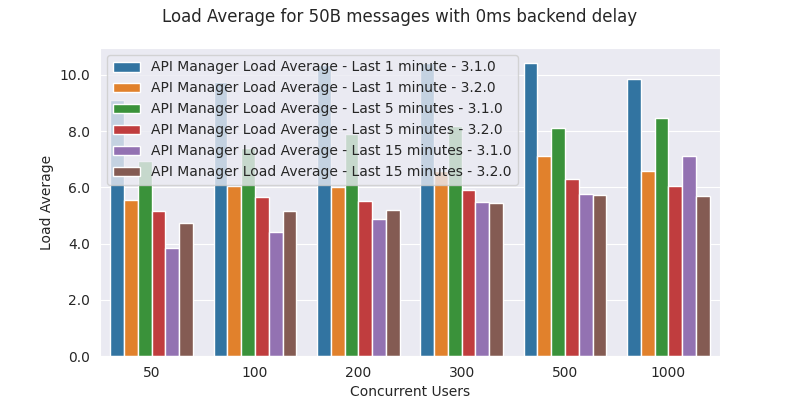 Load Average for 50B messages with 0ms backend delay
API Manager Load Average - Last 1 minute - 3.1.0
API Manager Load Average - Last 1 minute - 3.2.0
API Manager Load Average - Last 5 minutes - 3.1.0
API Manager Load Average - Last 5 minutes - 3.2.0
API Manager Load Average - Last 15 minutes - 3.1.0
API Manager Load Average - Last 15 minutes - 3.2.0
Load Average
10.0
8.0
6.0
4.0
2.0
0.0
50 100 200 300 500 1000
Concurrent Users